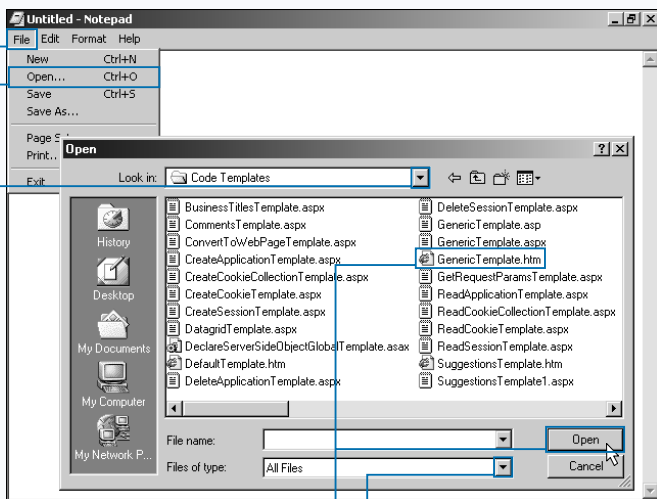 Untitled - Notepad
File Edit Format Help
New Ctrl+N
Open... Ctrl+O
Save Ctrl+S
Save As...
Page
Print..
Exit
Open
Look in: Code Templates
History
Desktop
My Documents
My Computer
My Network P...
BusinessTitlesTemplate.aspx
CommentsTemplate.aspx
ConvertToWebPageTemplate.aspx
CreateApplicationTemplate.aspx
CreateCookieCollectionTemplate.aspx
CreateCookieTemplate.aspx
CreateSessionTemplate.aspx
DatagridTemplate.aspx
DeclareServerSideObjectGlobalTemplate.asax
DefaultTemplate.htm
DeleteApplicationTemplate.aspx
DeleteSessionTemplate.aspx
GenericTemplate.asp
GenericTemplate.aspx
GenericTemplate.htm
GetRequestParamsTemplate.aspx
ReadApplicationTemplate.aspx
ReadCookieCollectionTemplate.aspx
ReadCookieTemplate.aspx
ReadSessionTemplate.aspx
SuggestionsTemplate.htm
SuggestionsTemplate1.aspx
File name: Open
Files of type: All Files Cancel